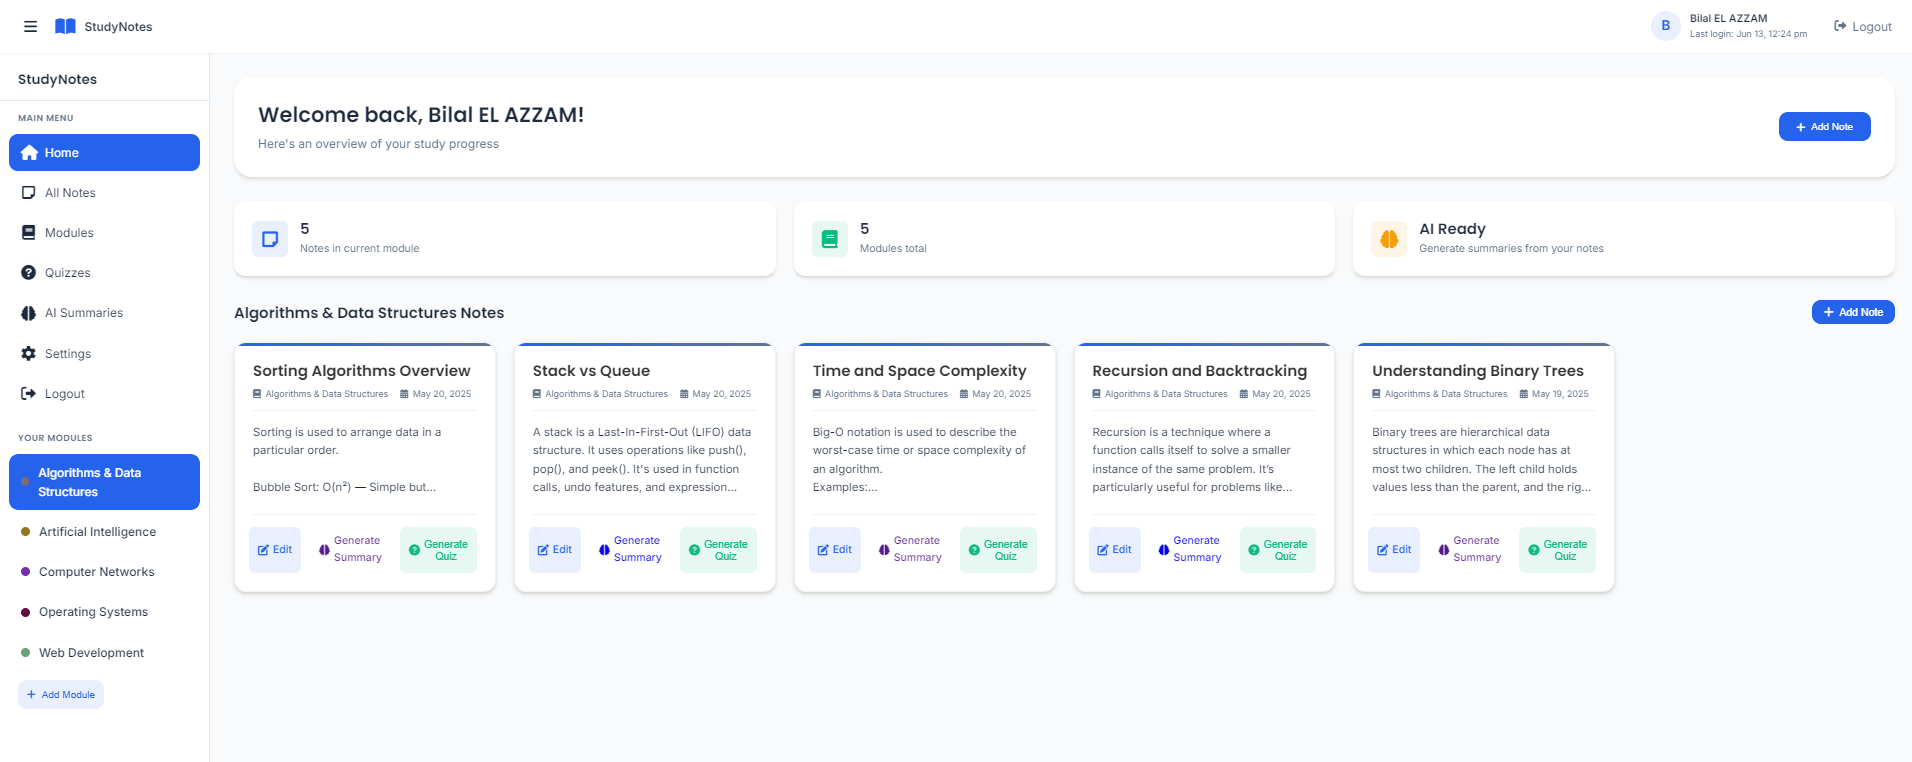 StudyNotes
B
Bilal EL AZZAM
Last login: Jun 13, 12:24 pm
Logout
StudyNotes
MAIN MENU
Home
All Notes
Modules
Quizzes
AI Summaries
Settings
Logout
YOUR MODULES
Algorithms & Data
Structures
Artificial Intelligence
Computer Networks
Operating Systems
Web Development
+ Add Module
Welcome back, Bilal EL AZZAM!
Here's an overview of your study progress
+ Add Note
5
Notes in current module
5
Modules total
AI Ready
Generate summaries from your notes
Algorithms & Data Structures Notes
+ Add Note
Sorting Algorithms Overview
Algorithms & Data Structures May 20, 2025
Sorting is used to arrange data in a
particular order.
Bubble Sort: O(n²) — Simple but...
Edit
Generate
Summary
Generate
Quiz
Stack vs Queue
Algorithms & Data Structures May 20, 2025
A stack is a Last-In-First-Out (LIFO) data
structure. It uses operations like push(),
pop(), and peek(). It's used in function
calls, undo features, and expression...
Edit
Generate
Summary
Generate
Quiz
Time and Space Complexity
Algorithms & Data Structures May 20, 2025
Big-O notation is used to describe the
worst-case time or space complexity of
an algorithm.
Examples:...
Edit
Generate
Summary
Generate
Quiz
Recursion and Backtracking
Algorithms & Data Structures May 20, 2025
Recursion is a technique where a
function calls itself to solve a smaller
instance of the same problem. It’s
particularly useful for problems like...
Edit
Generate
Summary
Generate
Quiz
Understanding Binary Trees
Algorithms & Data Structures May 19, 2025
Binary trees are hierarchical data
structures in which each node has at
most two children. The left child holds
values less than the parent, and the rig...
Edit
Generate
Summary
Generate
Quiz